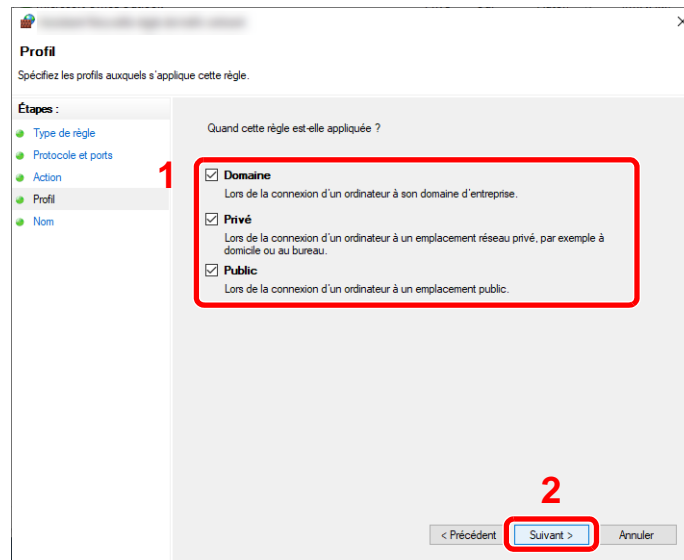 Profil
Spécifiez les profils auxquels s'applique cette règle.
Étapes :
Type de règle
Protocole et ports
Action
Profil
Nom
Quand cette règle est-elle appliquée ?
1
Domaine
Lors de la connexion d'un ordinateur à son domaine d'entreprise.
Privé
Lors de la connexion d'un ordinateur à un emplacement réseau privé, par exemple à
domicile ou au bureau.
Public
Lors de la connexion d'un ordinateur à un emplacement public.
2
< Précédent
Suivant >
Annuler